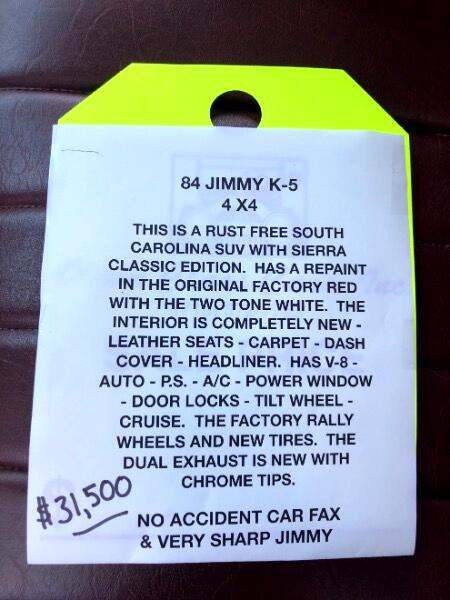 84 JIMMY K-5
4 X4
THIS IS A RUST FREE SOUTH
CAROLINA SUV WITH SIERRA
CLASSIC EDITION. HAS A REPAINT
IN THE ORIGINAL FACTORY RED
WITH THE TWO TONE WHITE. THE
INTERIOR IS COMPLETELY NEW -
LEATHER SEATS - CARPET - DASH
COVER - HEADLINER. HAS V-8 -
AUTO - P.S. - A/C - POWER WINDOW
- DOOR LOCKS - TILT WHEEL -
CRUISE. THE FACTORY RALLY
WHEELS AND NEW TIRES. THE
DUAL EXHAUST IS NEW WITH
CHROME TIPS.
$31,500
NO ACCIDENT CAR FAX
& VERY SHARP JIMMY